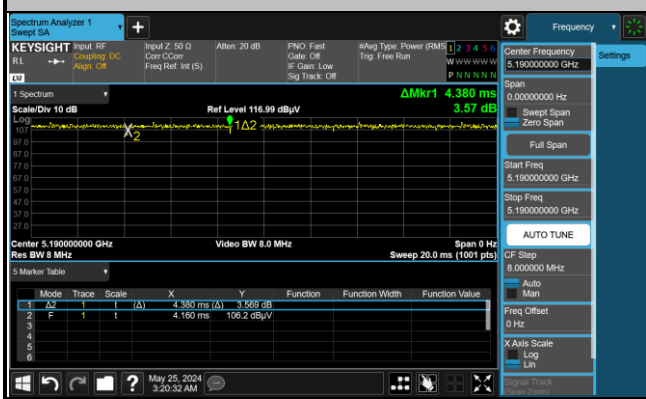 Spectrum Analyzer 1
Swept SA
Frequency
KEYSIGHT
RL
LXI
Input: RF
Coupling: DC
Align: Off
Input Z: 50 Ω
Corr CCorr
Freq Ref: Int (S)
Atten: 20 dB
PNO: Fast
Gate: Off
IF Gain: Low
Sig Track: Off
#Avg Type: Power (RMS
Trig: Free Run
1 2 3 4 5 6
W W W W W W
P N N N N N
1 Spectrum
Scale/Div 10 dB
Ref Level 116.99 dBµV
ΔMkr1 4.380 ms
3.57 dB
Log
107
97.0
87.0
77.0
67.0
57.0
47.0
37.0
27.0
X2
1Δ2
Center 5.190000000 GHz
Res BW 8 MHz
Video BW 8.0 MHz
Span 0 Hz
Sweep 20.0 ms (1001 pts)
5 Marker Table
Mode Trace Scale X Y Function Function Width Function Value
1 Δ2 1 t (Δ) 4.380 ms (Δ) 3.569 dB
2 F 1 t 4.160 ms 106.2 dBµV
3
4
5
6
May 25, 2024
3:20:32 AM
Center Frequency
5.190000000 GHz
Settings
Span
0.00000000 Hz
Swept Span
Zero Span
Full Span
Start Freq
5.190000000 GHz
Stop Freq
5.190000000 GHz
AUTO TUNE
CF Step
8.000000 MHz
Auto
Man
Freq Offset
0 Hz
X Axis Scale
Log
Lin
Signal Track
(Span Zoom)